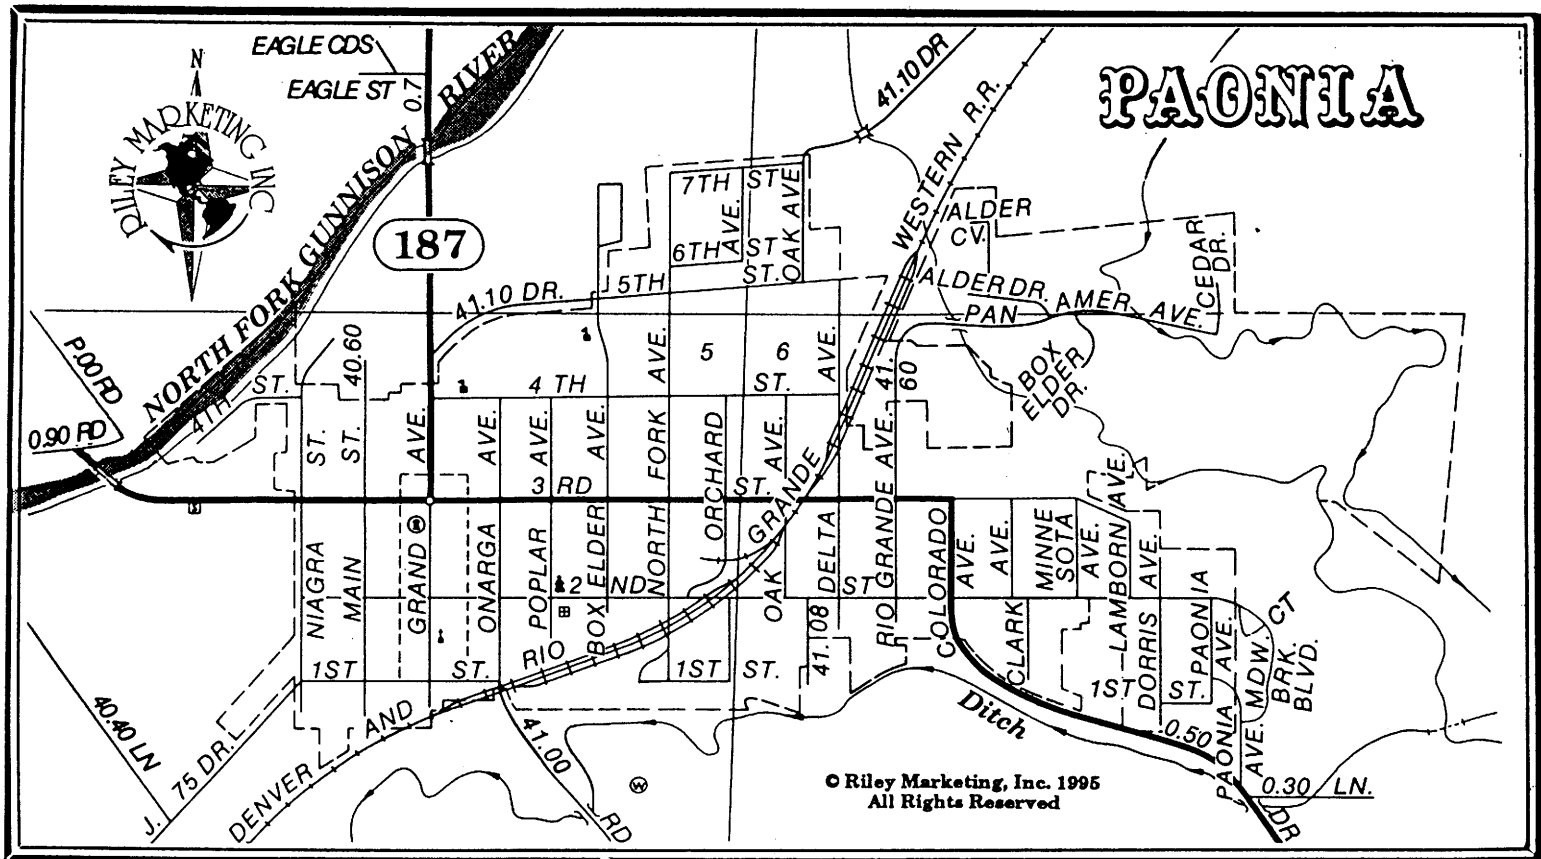 PAONIA
N
RILEY MARKETING INC
EAGLE CDS
EAGLE ST
0.7
NORTH FORK GUNNISON RIVER
187
41.10 DR
WESTERN R.R.
7TH ST
6TH ST
AVE.
OAK AVE
5TH ST.
41.10 DR.
ALDER CV.
ALDER DR.
PAN AMER AVE.
CEDAR DR.
BOX ELDER DR.
P.00 RD
0.90 RD
4TH ST.
40.60
5
6
4 TH ST.
41.60
NIAGRA ST.
MAIN ST.
GRAND AVE.
ONARGA AVE.
POPLAR AVE.
BOX ELDER AVE.
NORTH FORK AVE.
ORCHARD
OAK AVE.
DELTA AVE.
RIO GRANDE AVE.
COLORADO AVE.
CLARK AVE.
MINNE SOTA AVE.
LAMBORN AVE.
DORRIS AVE.
PAONIA
PAONIA AVE.
PAONIA AVE.
MDW. BRK. BLVD.
CT
3 RD ST.
2 ND ST
1ST ST.
1ST ST.
1ST ST.
41.08
DENVER AND RIO GRANDE
J. 75 DR.
40.40 LN
41.00 RD
Ditch
0.50 DR
0.30 LN.
W
© Riley Marketing, Inc. 1995
All Rights Reserved